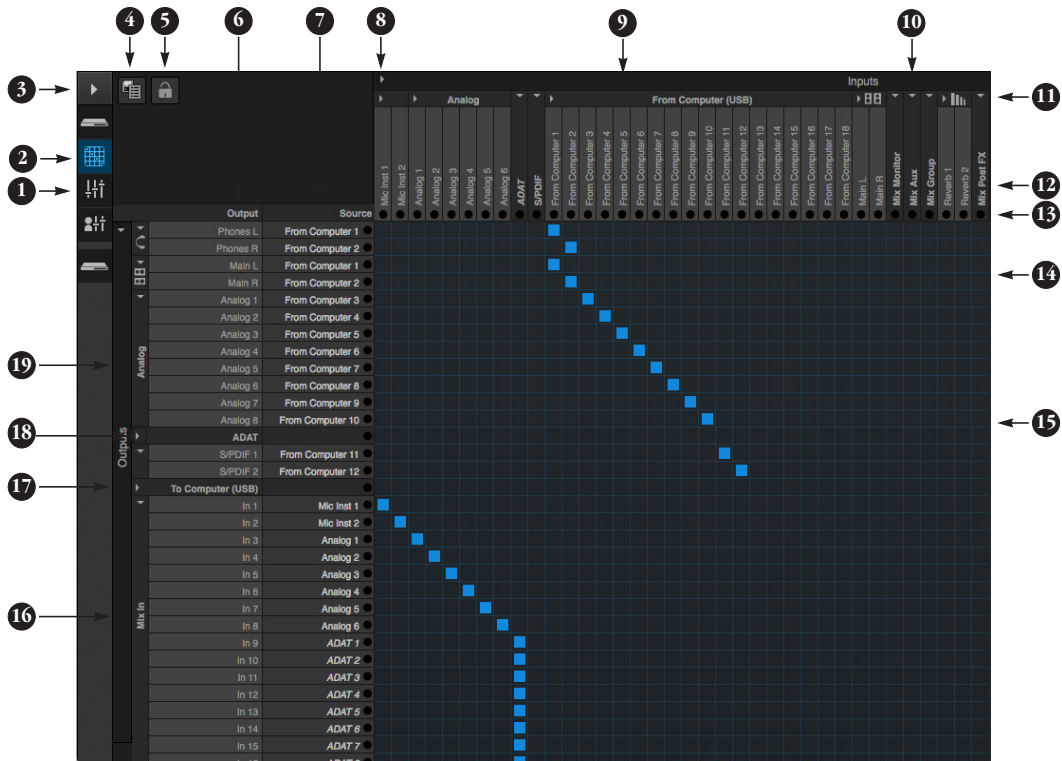 4 5 6 7 8 9 10
3
Inputs
Analog
From Computer (USB)
11
2
1
Mic Inst 1
Mic Inst 2
Analog 1
Analog 2
Analog 3
Analog 4
Analog 5
Analog 6
ADAT
S/PDIF
From Computer 1
From Computer 2
From Computer 3
From Computer 4
From Computer 5
From Computer 6
From Computer 7
From Computer 8
From Computer 9
From Computer 10
From Computer 11
From Computer 12
From Computer 13
From Computer 14
From Computer 15
From Computer 16
From Computer 17
From Computer 18
Main L
Main R
Mix Monitor
Mix Aux
Mix Group
Reverb 1
Reverb 2
Mix Post FX
12
13
Output Source
Phones L From Computer 1
Phones R From Computer 2
Main L From Computer 1
14
Main R From Computer 2
Analog 1 From Computer 3
Analog 2 From Computer 4
Analog 3 From Computer 5
Analog 4 From Computer 6
19
Analog
Analog 5 From Computer 7
Analog 6 From Computer 8
Analog 7 From Computer 9
Analog 8 From Computer 10
15
18
Outputs
ADAT
S/PDIF 1 From Computer 11
S/PDIF 2 From Computer 12
17
To Computer (USB)
In 1 Mic Inst 1
In 2 Mic Inst 2
In 3 Analog 1
In 4 Analog 2
In 5 Analog 3
In 6 Analog 4
In 7 Analog 5
16
Mix In
In 8 Analog 6
In 9 ADAT 1
In 10 ADAT 2
In 11 ADAT 3
In 12 ADAT 4
In 13 ADAT 5
In 14 ADAT 6
In 15 ADAT 7